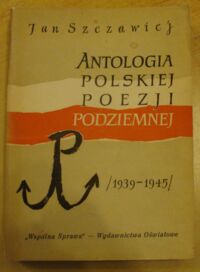 Jan Szczawiej
ANTOLOGIA
POLSKIEJ
POEZJI
PODZIEMNEJ
/1939-1945/
„Wspólna Sprawa" — Wydawnictwa Oświatowe